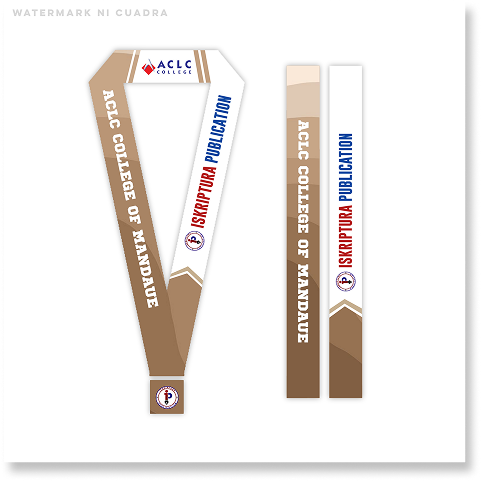 WATERMARK NI CUADRA
ACLC
COLLEGE
ACLC COLLEGE OF MANDAUE
ISKRIPTURA PUBLICATION
ACLC COLLEGE OF MANDAUE
ISKRIPTURA PUBLICATION